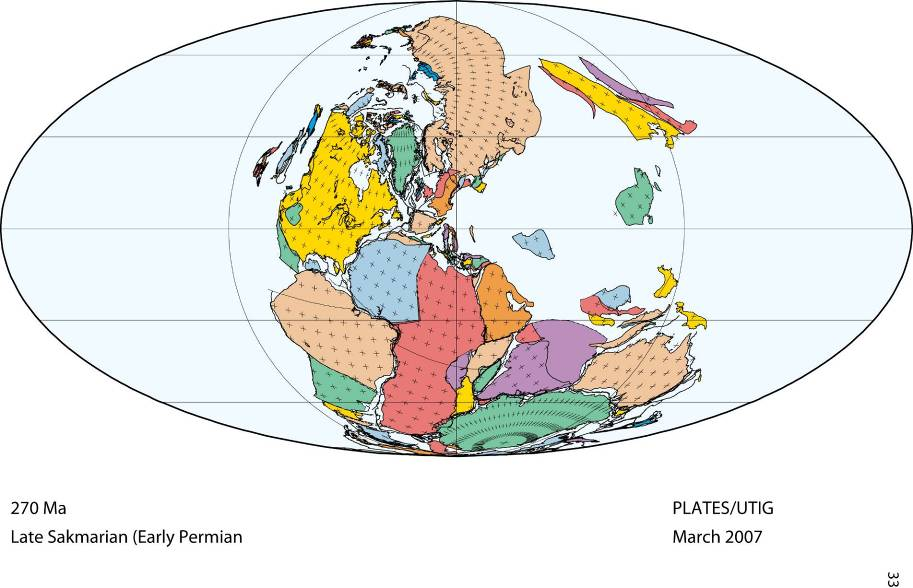 270 Ma
Late Sakmarian (Early Permian
PLATES/UTIG
March 2007
33